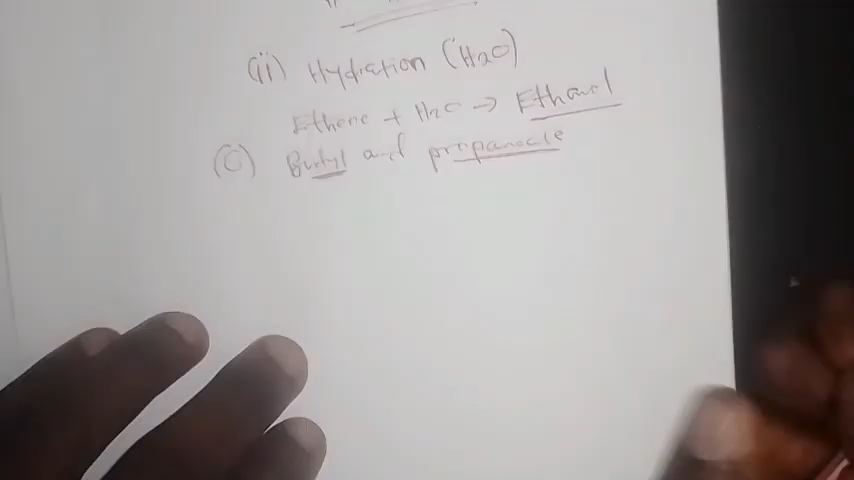 (ii) Hydration (H2O)
Ethene + H2O → Ethanol
(C) Butyl and propanoate